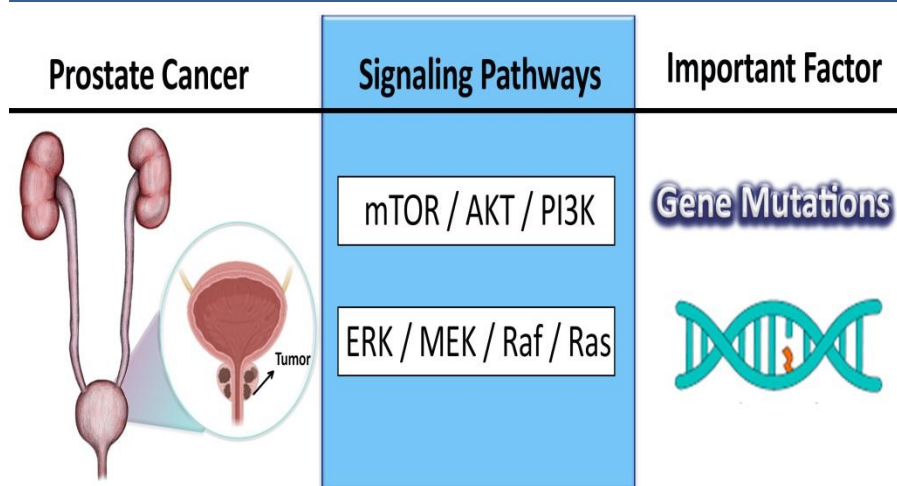 Prostate Cancer
Signaling Pathways
Important Factor
mTOR / AKT / PI3K
Gene Mutations
ERK / MEK / Raf / Ras
Tumor